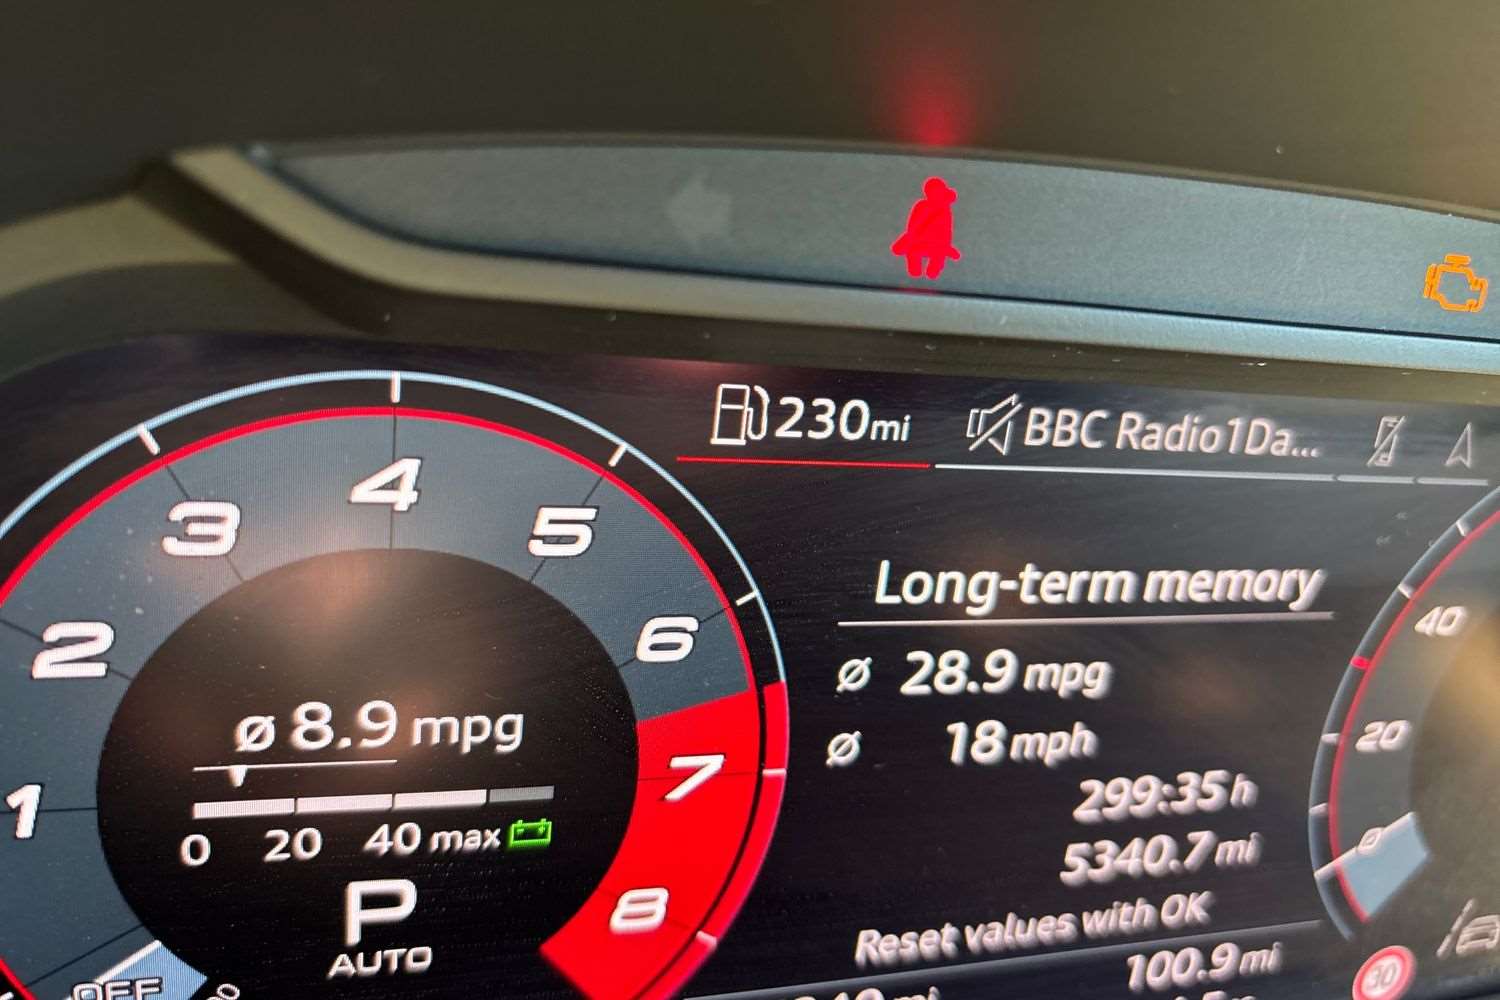 230mi BBC Radio1Da...
4
3 5
2 6
1 7
8
ø 8.9 mpg
0 20 40 max
P
AUTO
OFF
Long-term memory
ø 28.9 mpg
ø 18 mph
299:35 h
5340.7 mi
Reset values with OK
100.9 mi
40
20
0